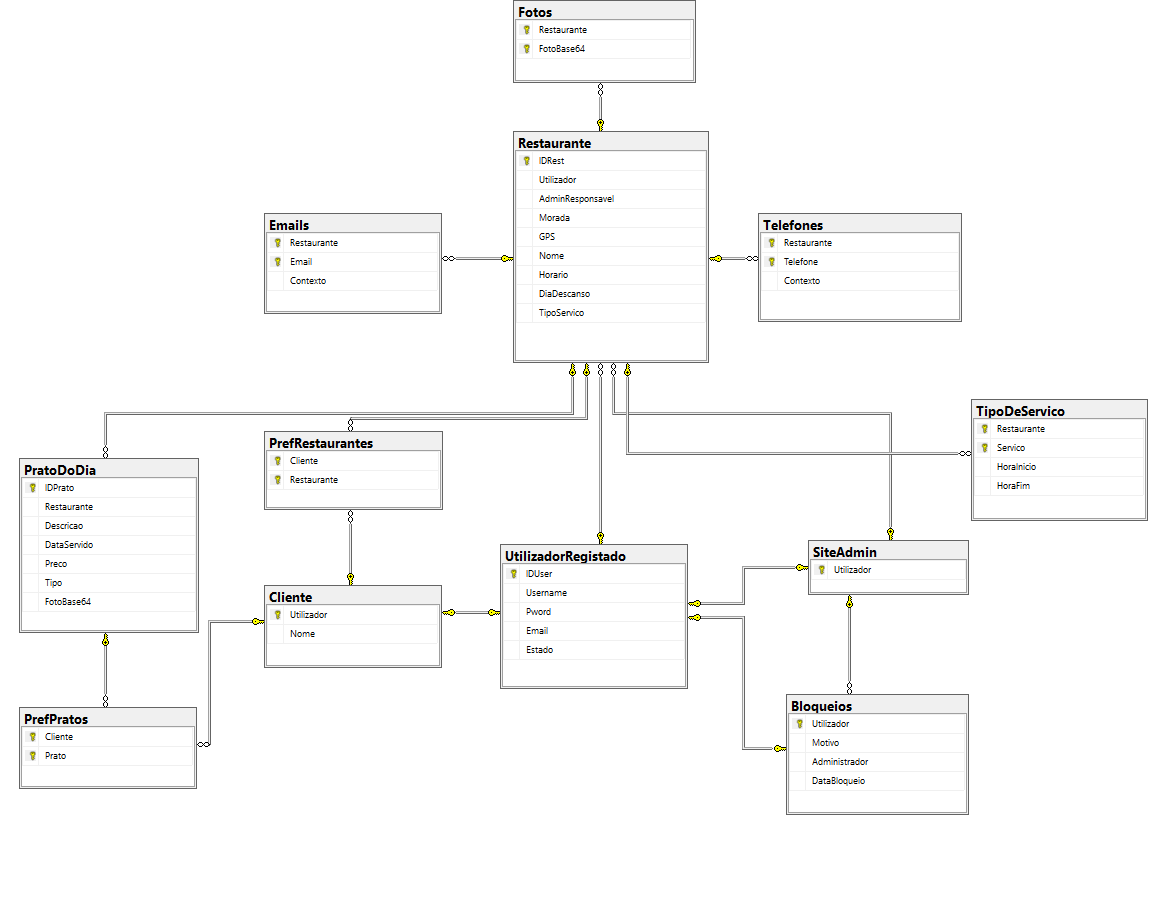 Fotos
Restaurante
FotoBase64
Restaurante
IDRest
Utilizador
AdminResponsavel
Morada
GPS
Nome
Horario
DiaDescanso
TipoServico
Emails
Restaurante
Email
Contexto
Telefones
Restaurante
Telefone
Contexto
TipoDeServico
Restaurante
Servico
HoraInicio
HoraFim
PrefRestaurantes
Cliente
Restaurante
PratoDoDia
IDPrato
Restaurante
Descricao
DataServido
Preco
Tipo
FotoBase64
UtilizadorRegistado
IDUser
Username
Pword
Email
Estado
SiteAdmin
Utilizador
Cliente
Utilizador
Nome
Bloqueios
Utilizador
Motivo
Administrador
DataBloqueio
PrefPratos
Cliente
Prato